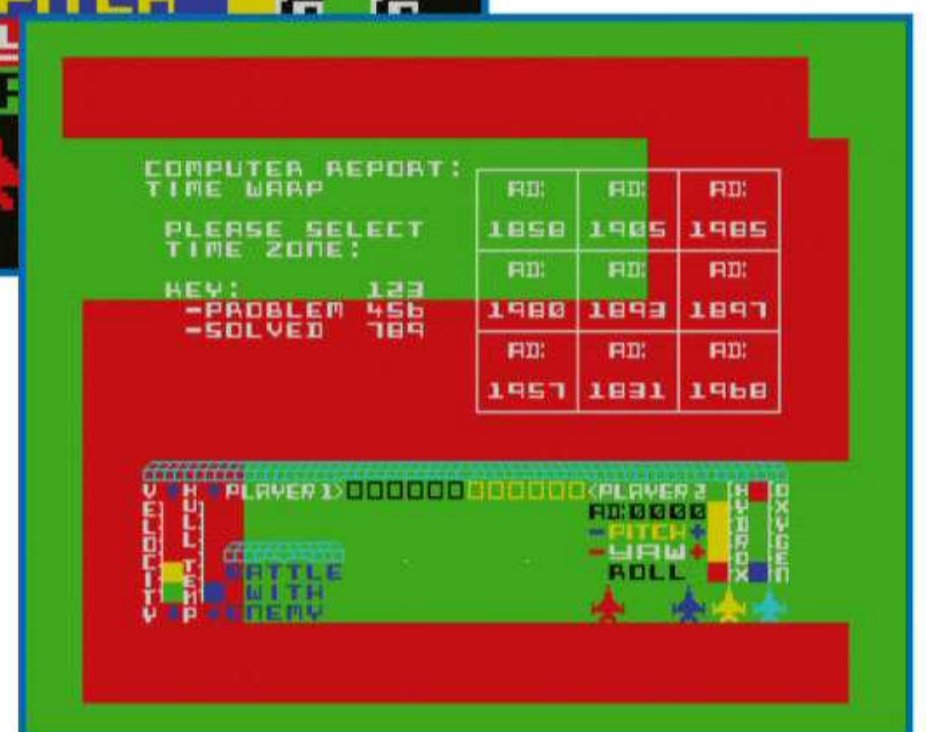 PITCH
COMPUTER REPORT:
TIME WARP
PLEASE SELECT
TIME ZONE:
KEY: 123
-PROBLEM 456
-SOLVED 789
AD: AD: AD:
1858 1905 1985
AD: AD: AD:
1980 1893 1897
AD: AD: AD:
1957 1831 1968
VELOCITY
HULL TEMP
PLAYER 1> <PLAYER 2
AD:0000
-PITCH+
-YAW+
ROLL
BATTLE
WITH
ENEMY
HYDROX
OXYGEN